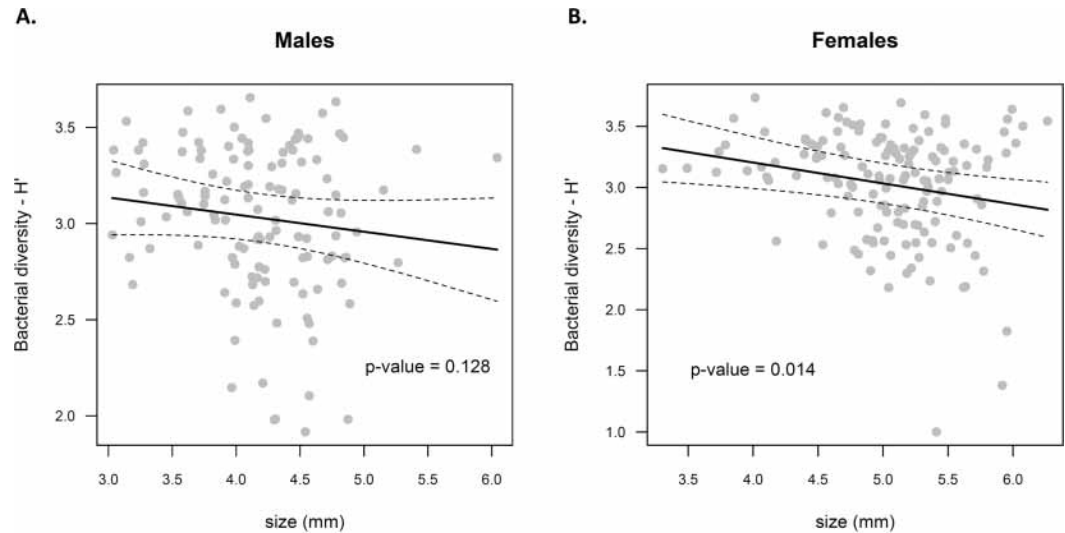 A.
Males
Bacterial diversity - H'
3.5
3.0
2.5
2.0
p-value = 0.128
3.0 3.5 4.0 4.5 5.0 5.5 6.0
size (mm)
B.
Females
Bacterial diversity - H'
3.5
3.0
2.5
2.0
1.5
1.0
p-value = 0.014
3.5 4.0 4.5 5.0 5.5 6.0
size (mm)